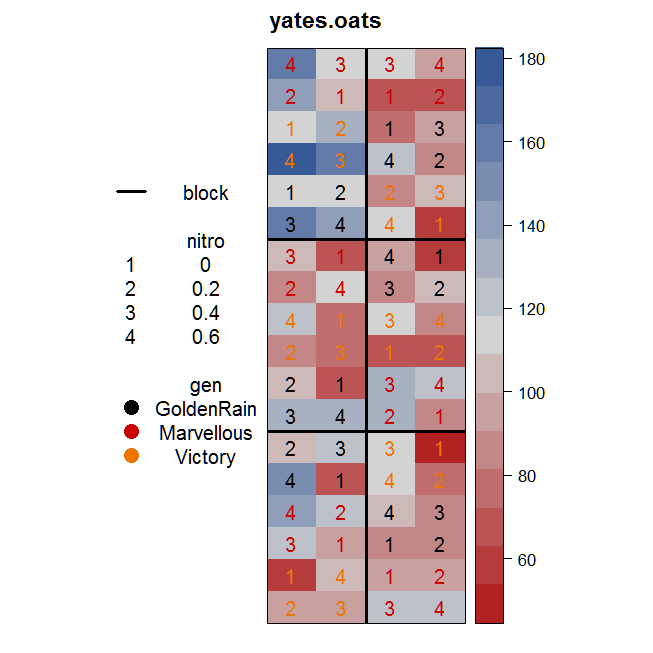 yates.oats
4 3 3 4
2 1 1 2
1 2 1 3
4 3 4 2
1 2 2 3
3 4 4 1
3 1 4 1
2 4 3 2
4 1 3 4
2 3 1 2
2 1 3 4
3 4 2 1
2 3 3 1
4 1 4 2
4 2 4 3
3 1 1 2
1 4 1 2
2 3 3 4
block
nitro
1 0
2 0.2
3 0.4
4 0.6
gen
GoldenRain
Marvellous
Victory
180
160
140
120
100
80
60